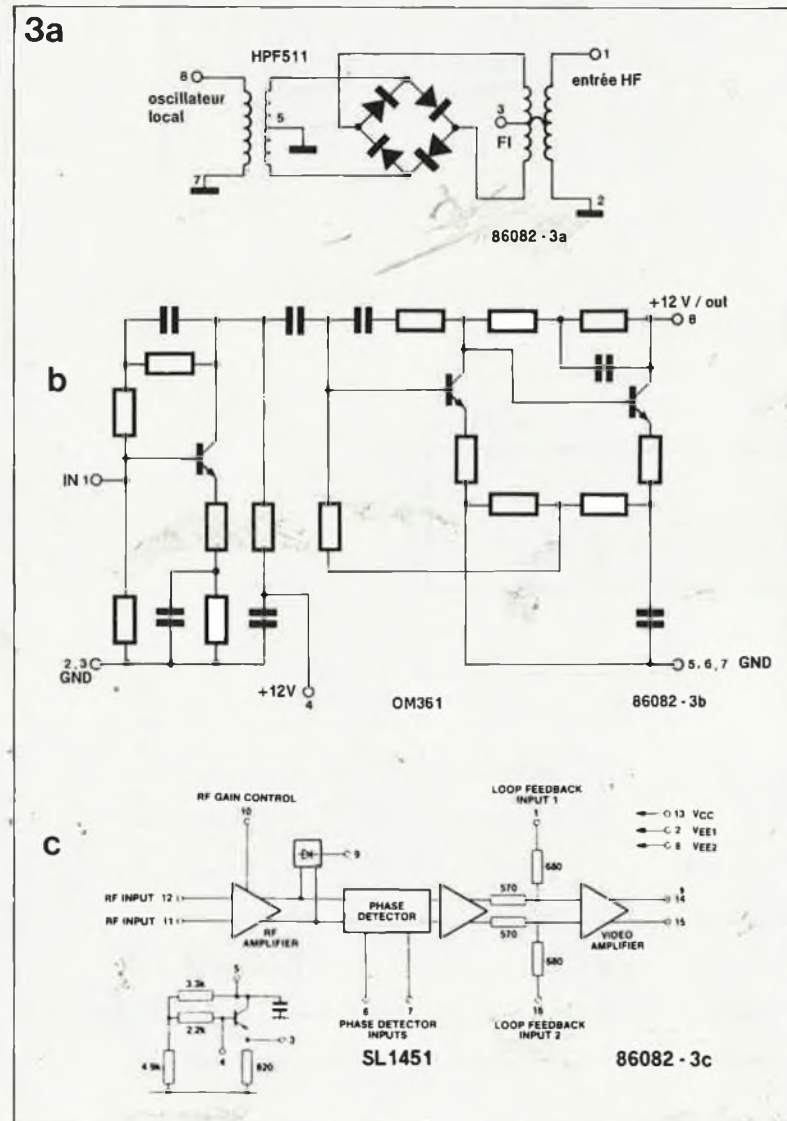 3a
HPF511
8
oscillateur
local
7
5
3
FI
1
entrée HF
2
86082 - 3a
b
+12 V / out
8
IN 1
2,3
GND
+12V
4
OM361
5, 6, 7 GND
86082 - 3b
c
RF GAIN CONTROL
10
LOOP FEEDBACK
INPUT 1
1
13 VCC
2 VEE1
8 VEE2
9
680
570
RF INPUT 12
RF INPUT 11
RF
AMPLIFIER
PHASE
DETECTOR
570
VIDEO
AMPLIFIER
9
14
15
680
6
7
PHASE DETECTOR
INPUTS
16
LOOP FEEDBACK
INPUT 2
5
3.3k
2.2k
4
3
4.9k
820
SL1451
86082 - 3c